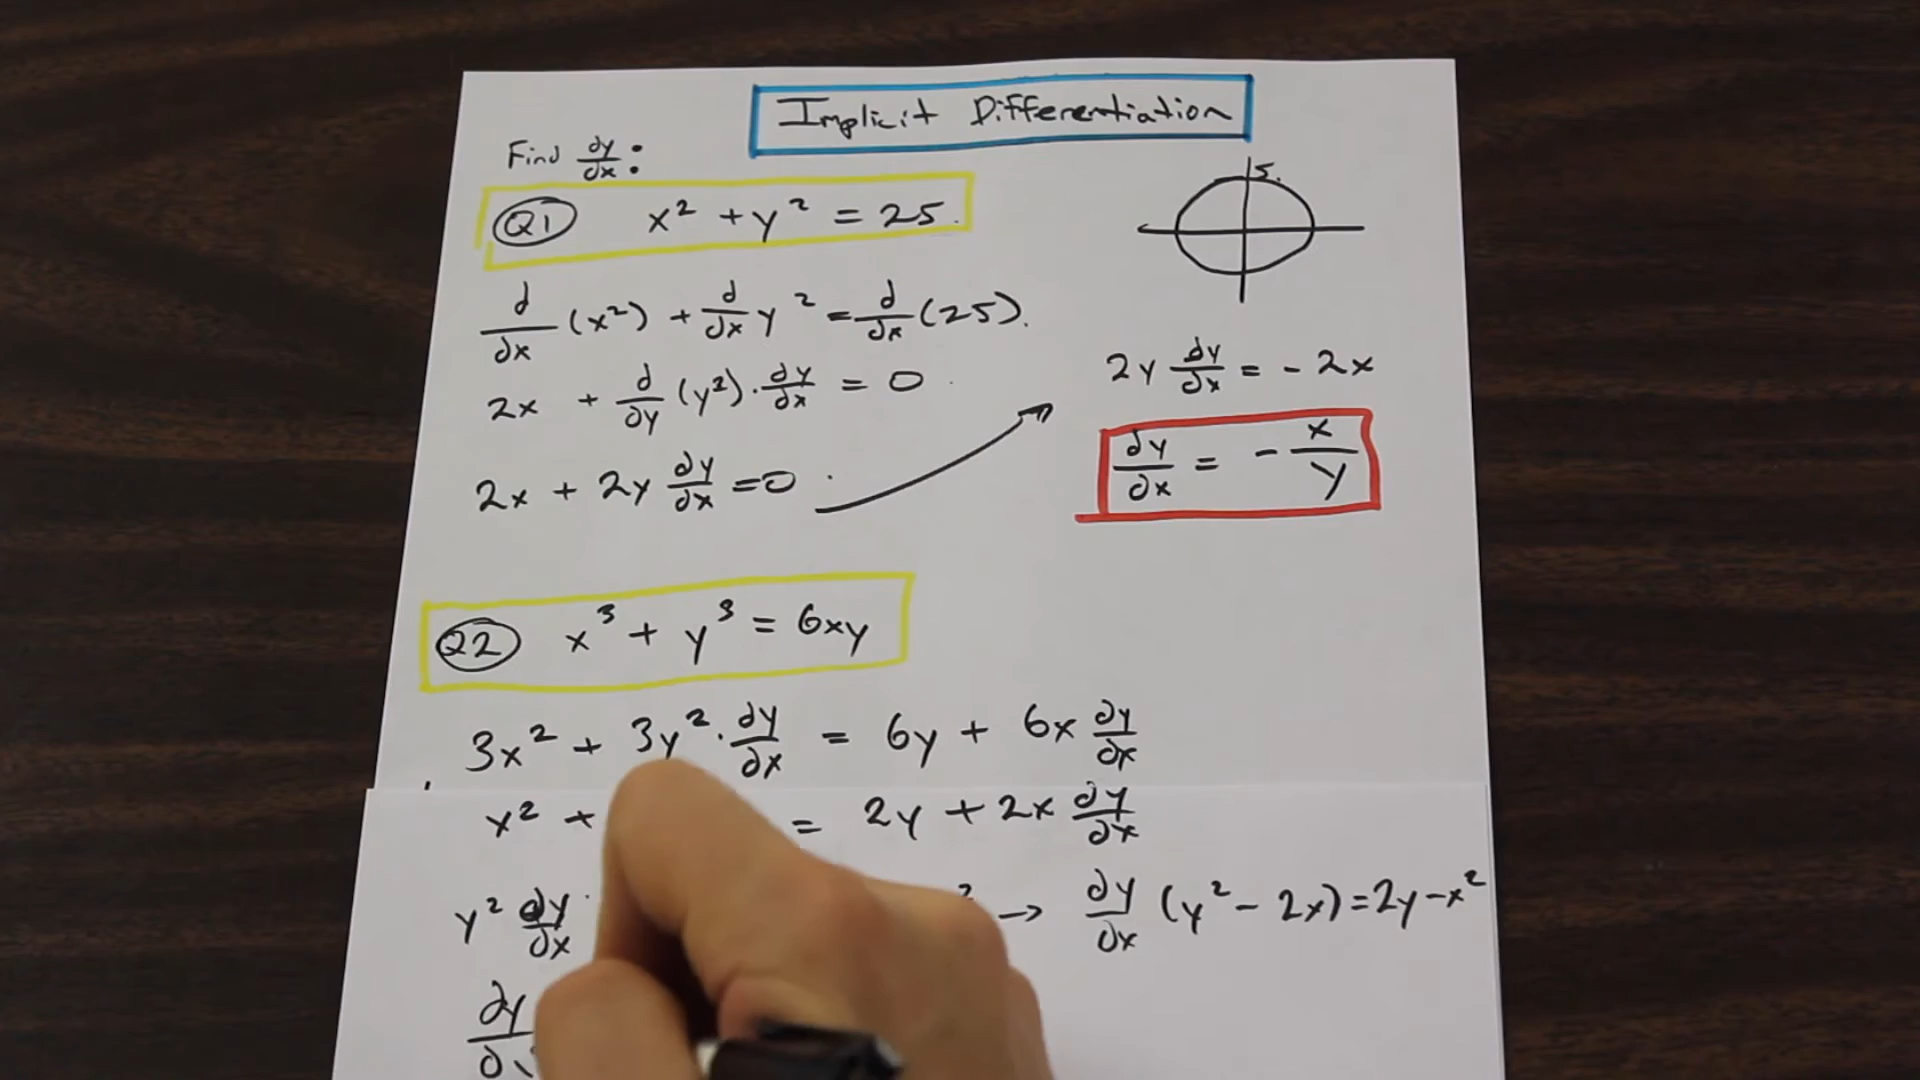 Implicit Differentiation
Find dy/dx:
Q1 x² + y² = 25.
5.
d/dx (x²) + d/dx y² = d/dx (25).
2x + d/dy (y²) · dy/dx = 0
2x + 2y dy/dx = 0
2y dy/dx = - 2x
dy/dx = - x/y
Q2 x³ + y³ = 6xy
3x² + 3y² · dy/dx = 6y + 6x dy/dx
x² + = 2y + 2x dy/dx
y² dy/dx ² → dy/dx (y² - 2x) = 2y - x²
dy